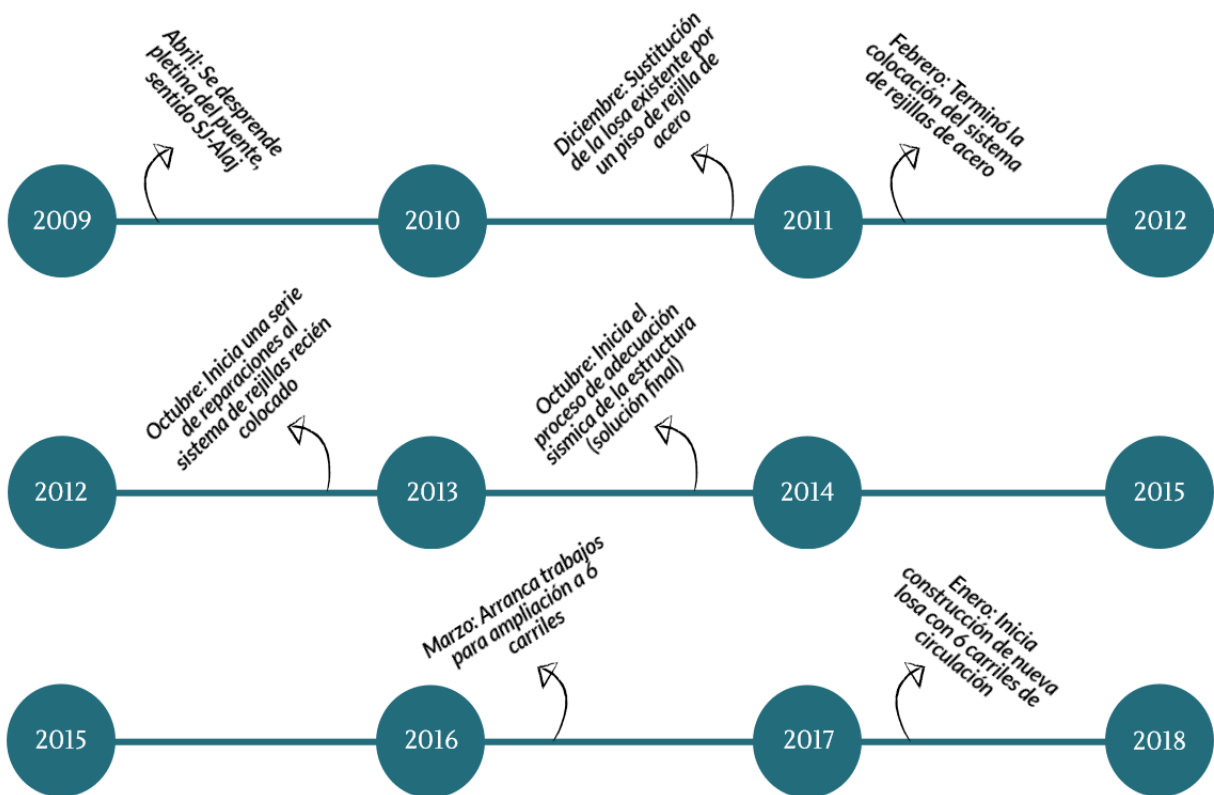 Abril: Se desprende
pletina del puente,
sentido SJ-Alaj
Diciembre: Sustitución
de la losa existente por
un piso de rejilla de
acero
Febrero: Terminó la
colocación del sistema
de rejillas de acero
2009
2010
2011
2012
Octubre: Inicia una serie
de reparaciones al
sistema de rejillas recién
colocado
Octubre: Inicia el
proceso de adecuación
sísmica de la estructura
(solución final)
2012
2013
2014
2015
Marzo: Arranca trabajos
para ampliación a 6
carriles
Enero: Inicia
construcción de nueva
losa con 6 carriles de
circulación
2015
2016
2017
2018